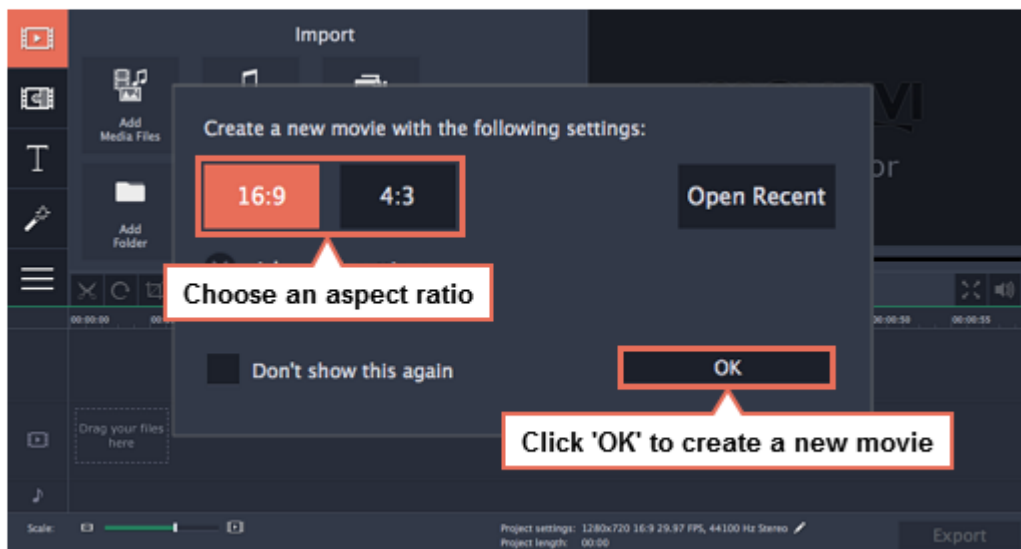 Import
Add
Media Files
Create a new movie with the following settings:
16:9
4:3
Open Recent
Add
Folder
Choose an aspect ratio
00:00:00
00:00:50
00:00:55
Don't show this again
OK
Drag your files
here
Click 'OK' to create a new movie
Scale:
Project settings: 1280x720 16:9 29.97 FPS, 44100 Hz Stereo
Project length: 00:00
Export